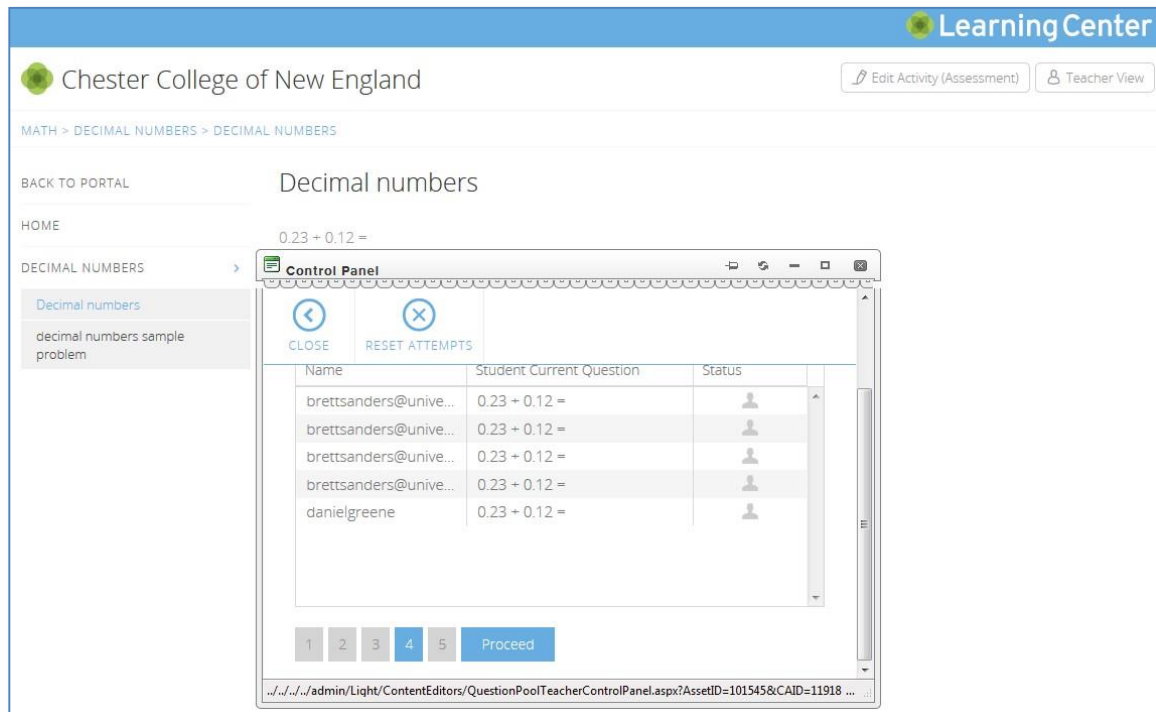 Learning Center
Chester College of New England
Edit Activity (Assessment) Teacher View
MATH > DECIMAL NUMBERS > DECIMAL NUMBERS
BACK TO PORTAL
HOME
DECIMAL NUMBERS >
Decimal numbers
decimal numbers sample
problem
Decimal numbers
0.23 + 0.12 =
Control Panel
CLOSE RESET ATTEMPTS
Name Student Current Question Status
brettsanders@unive... 0.23 + 0.12 =
brettsanders@unive... 0.23 + 0.12 =
brettsanders@unive... 0.23 + 0.12 =
brettsanders@unive... 0.23 + 0.12 =
danielgreene 0.23 + 0.12 =
1 2 3 4 5 Proceed
../../../../admin/Light/ContentEditors/QuestionPoolTeacherControlPanel.aspx?AssetID=101545&CAID=11918 ...